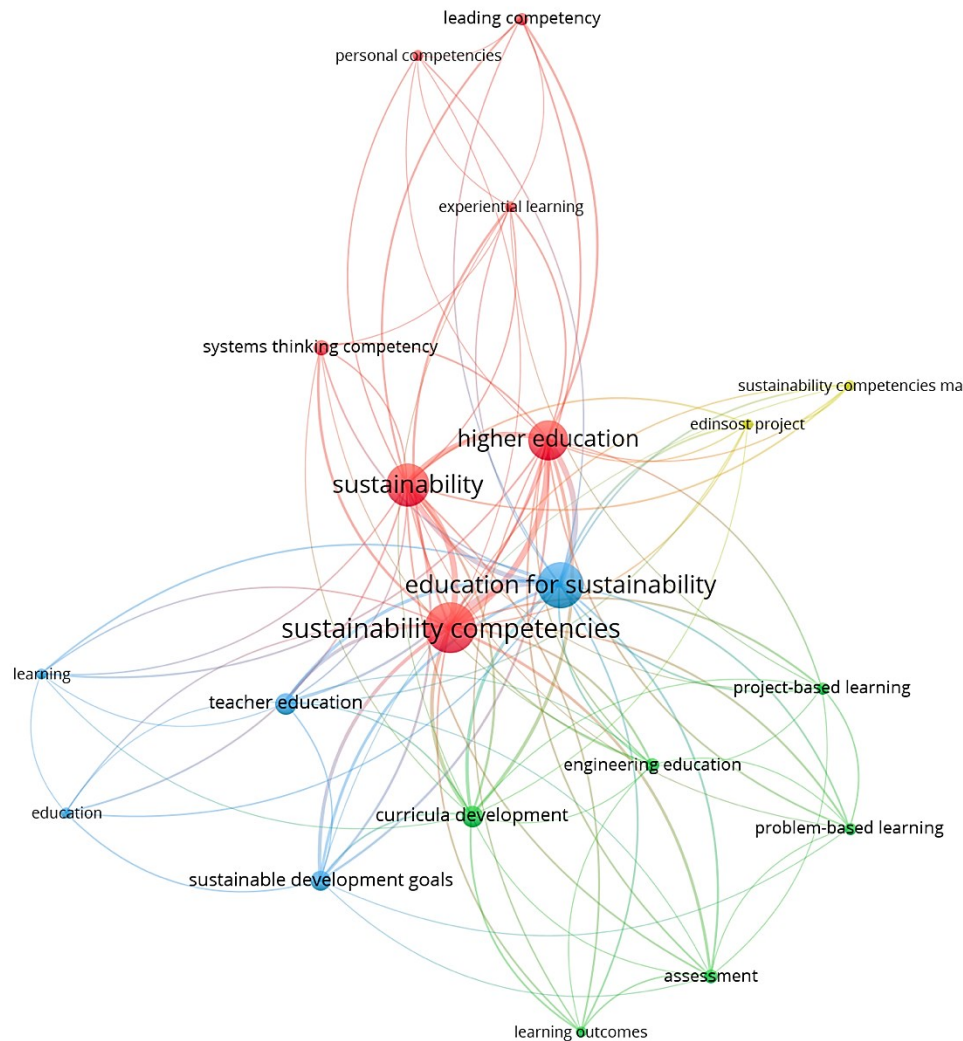 leading competency
personal competencies
experiential learning
systems thinking competency
sustainability competencies ma
edinsost project
higher education
sustainability
education for sustainability
sustainability competencies
learning
project-based learning
teacher education
engineering education
education
curricula development
problem-based learning
sustainable development goals
assessment
learning outcomes